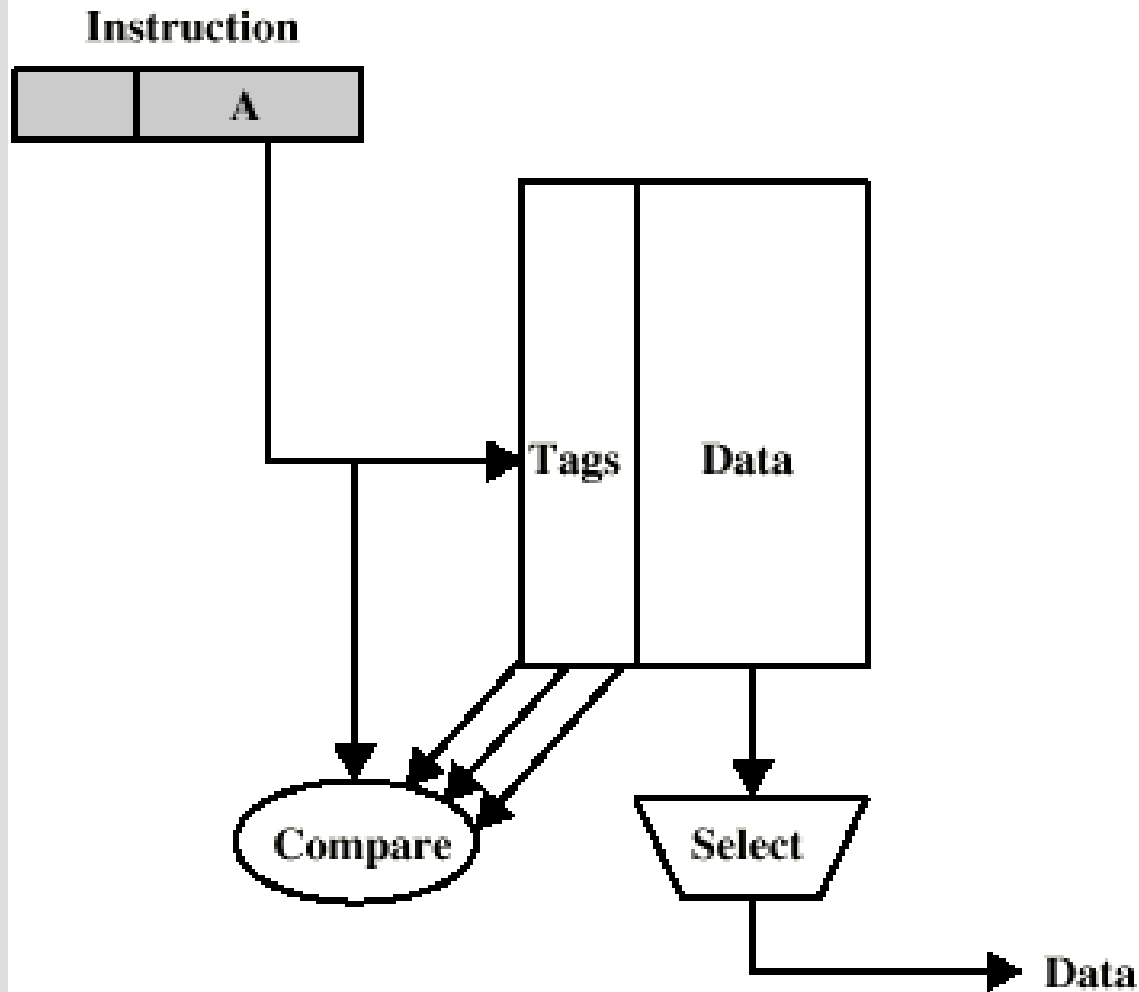 Instruction
A
Tags
Data
Compare
Select
Data